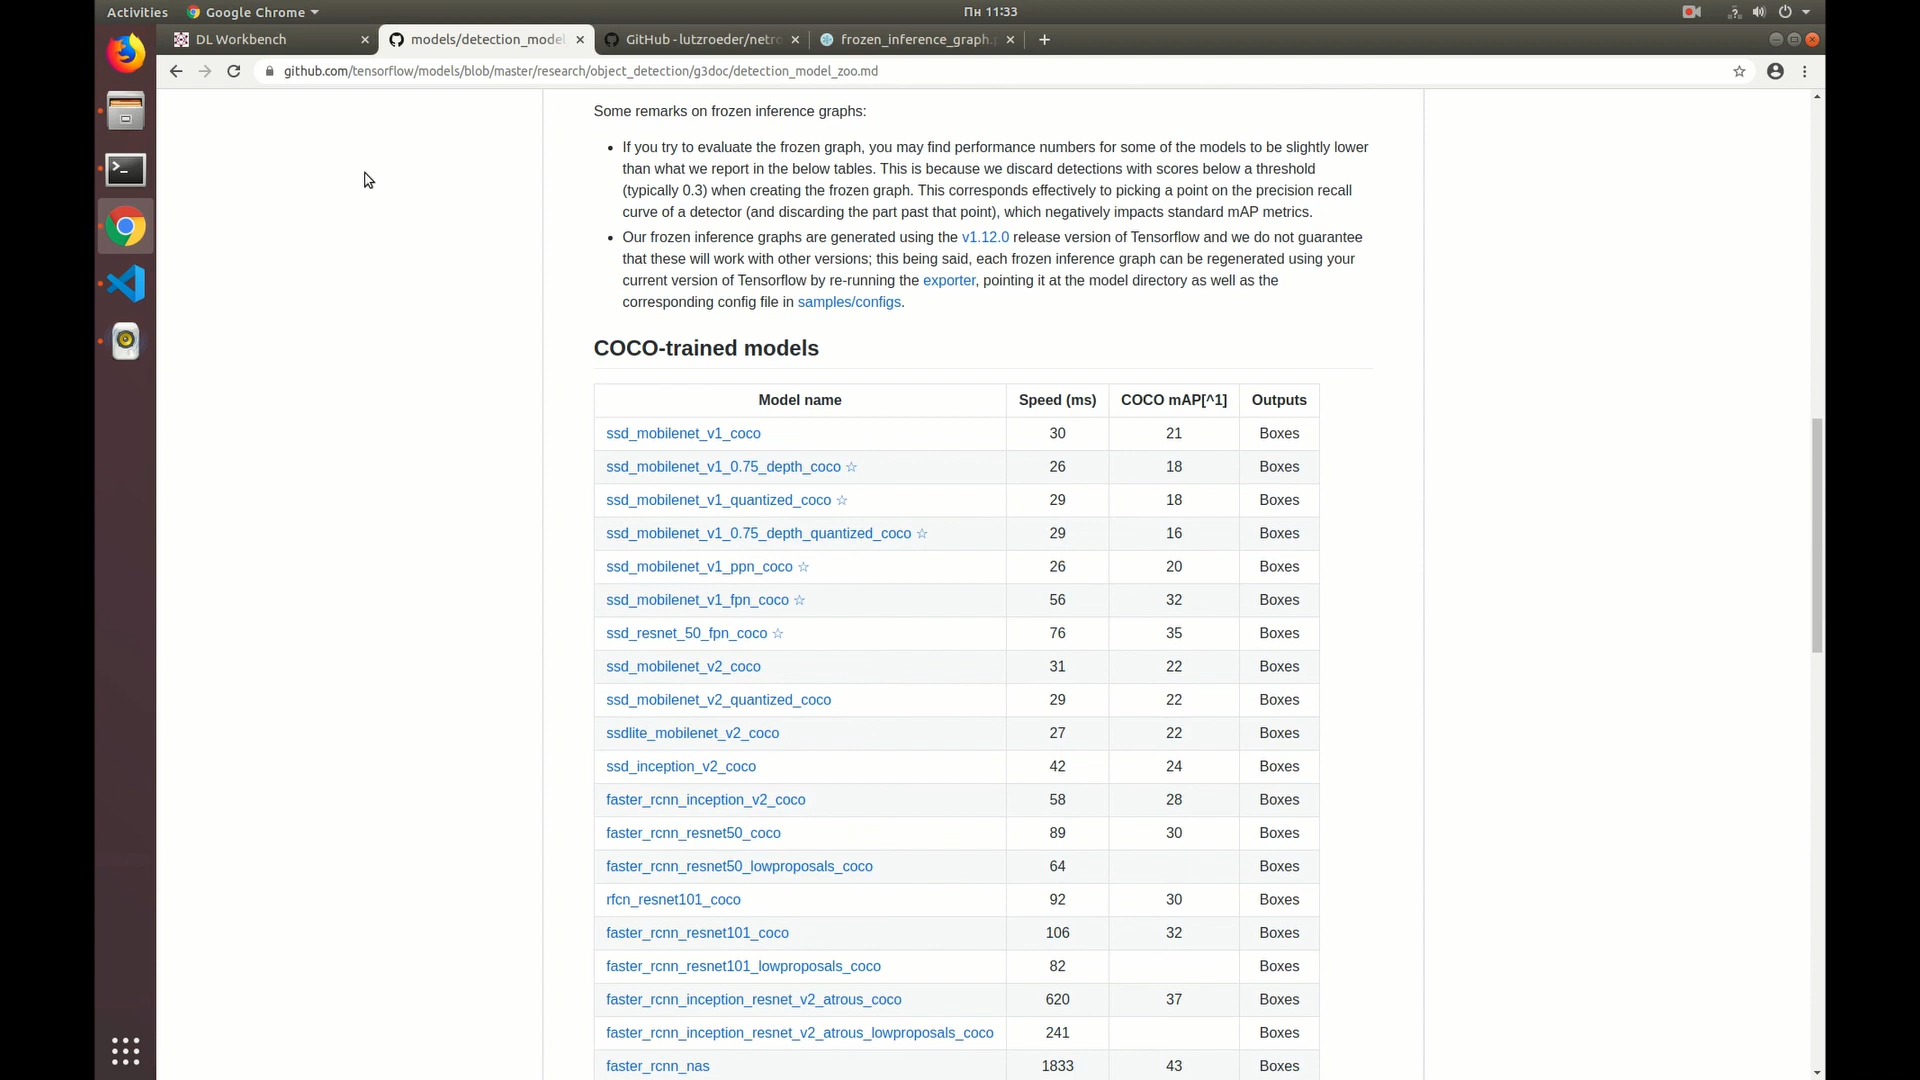 Activities Google Chrome Пн 11:33
DL Workbench models/detection_model GitHub - lutzroeder/netro frozen_inference_graph.p
github.com/tensorflow/models/blob/master/research/object_detection/g3doc/detection_model_zoo.md
Some remarks on frozen inference graphs:
• If you try to evaluate the frozen graph, you may find performance numbers for some of the models to be slightly lower
than what we report in the below tables. This is because we discard detections with scores below a threshold
(typically 0.3) when creating the frozen graph. This corresponds effectively to picking a point on the precision recall
curve of a detector (and discarding the part past that point), which negatively impacts standard mAP metrics.
• Our frozen inference graphs are generated using the v1.12.0 release version of Tensorflow and we do not guarantee
that these will work with other versions; this being said, each frozen inference graph can be regenerated using your
current version of Tensorflow by re-running the exporter, pointing it at the model directory as well as the
corresponding config file in samples/configs.
COCO-trained models
Model name Speed (ms) COCO mAP[^1] Outputs
ssd_mobilenet_v1_coco 30 21 Boxes
ssd_mobilenet_v1_0.75_depth_coco ☆ 26 18 Boxes
ssd_mobilenet_v1_quantized_coco ☆ 29 18 Boxes
ssd_mobilenet_v1_0.75_depth_quantized_coco ☆ 29 16 Boxes
ssd_mobilenet_v1_ppn_coco ☆ 26 20 Boxes
ssd_mobilenet_v1_fpn_coco ☆ 56 32 Boxes
ssd_resnet_50_fpn_coco ☆ 76 35 Boxes
ssd_mobilenet_v2_coco 31 22 Boxes
ssd_mobilenet_v2_quantized_coco 29 22 Boxes
ssdlite_mobilenet_v2_coco 27 22 Boxes
ssd_inception_v2_coco 42 24 Boxes
faster_rcnn_inception_v2_coco 58 28 Boxes
faster_rcnn_resnet50_coco 89 30 Boxes
faster_rcnn_resnet50_lowproposals_coco 64 Boxes
rfcn_resnet101_coco 92 30 Boxes
faster_rcnn_resnet101_coco 106 32 Boxes
faster_rcnn_resnet101_lowproposals_coco 82 Boxes
faster_rcnn_inception_resnet_v2_atrous_coco 620 37 Boxes
faster_rcnn_inception_resnet_v2_atrous_lowproposals_coco 241 Boxes
faster_rcnn_nas 1833 43 Boxes